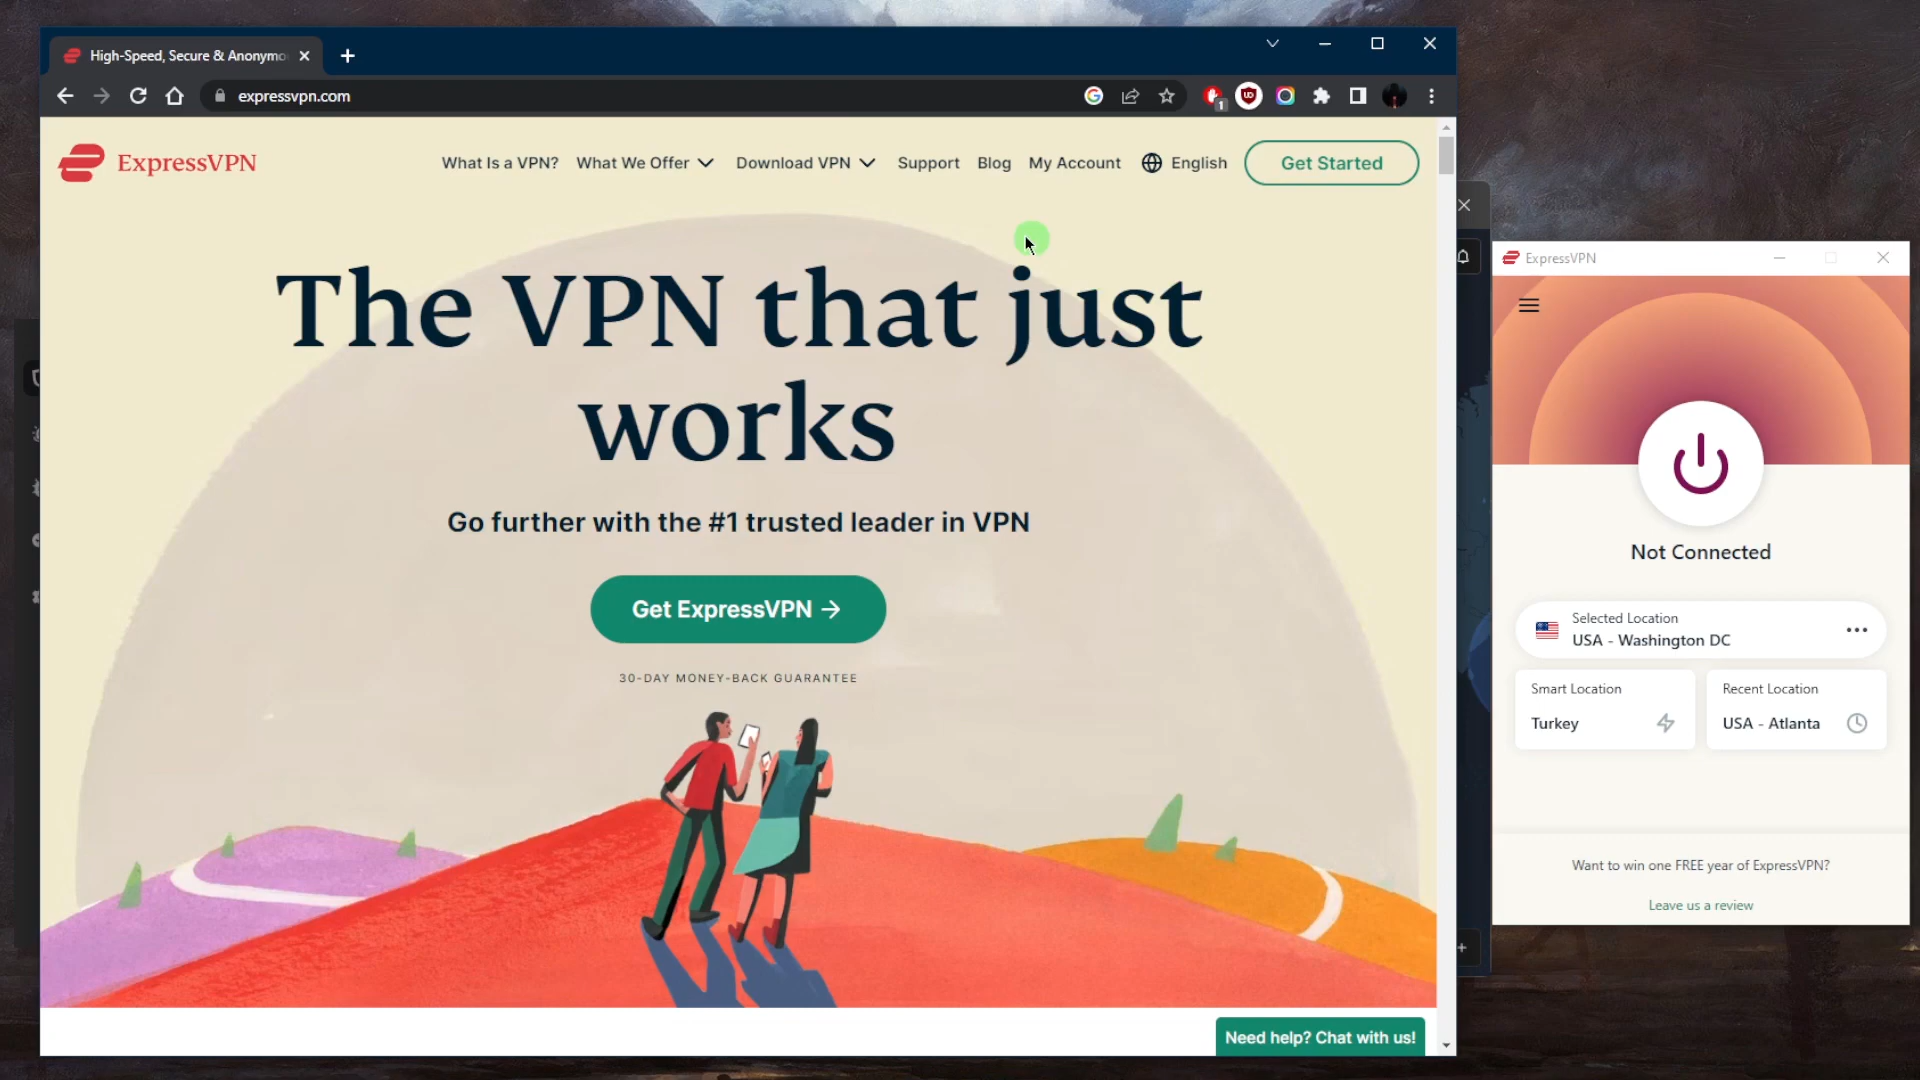 High-Speed, Secure & Anonymo
expressvpn.com
1
ExpressVPN
What Is a VPN?
What We Offer
Download VPN
Support
Blog
My Account
English
Get Started
The VPN that just
works
Go further with the #1 trusted leader in VPN
Get ExpressVPN →
30-DAY MONEY-BACK GUARANTEE
Need help? Chat with us!
ExpressVPN
Not Connected
Selected Location
USA - Washington DC
Smart Location
Turkey
Recent Location
USA - Atlanta
Want to win one FREE year of ExpressVPN?
Leave us a review